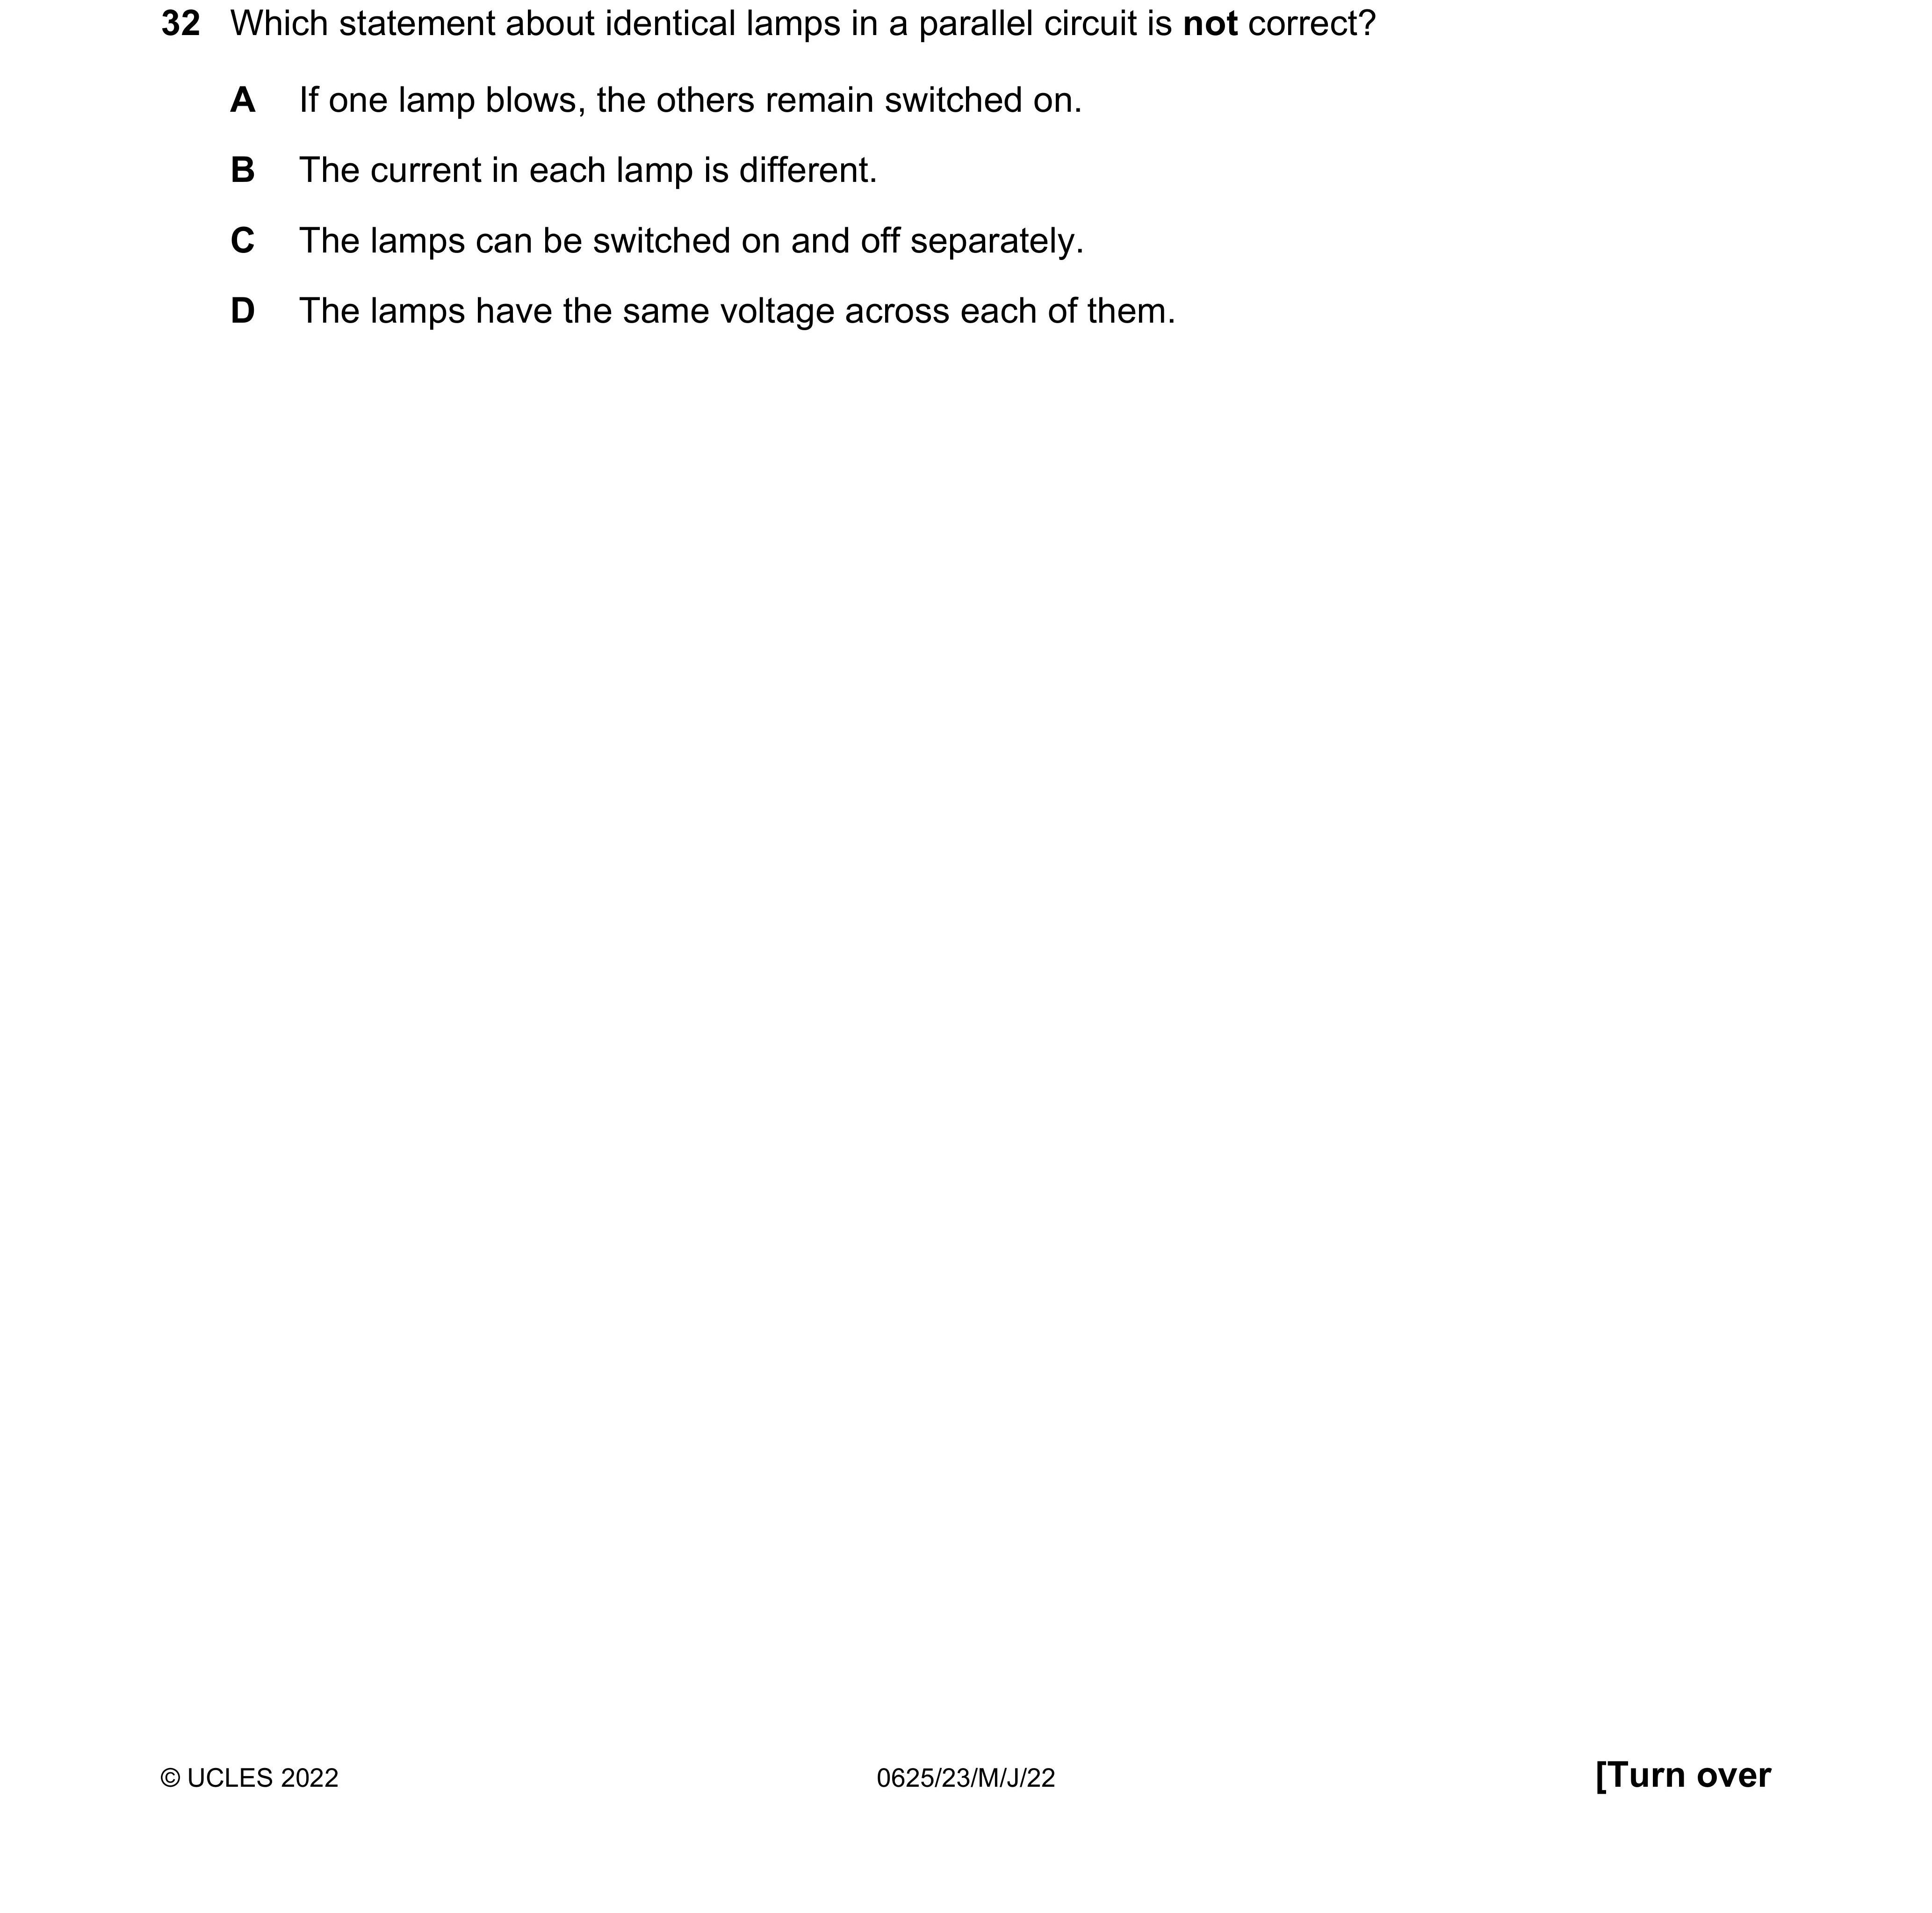 32 Which statement about identical lamps in a parallel circuit is not correct?
A If one lamp blows, the others remain switched on.
B The current in each lamp is different.
C The lamps can be switched on and off separately.
D The lamps have the same voltage across each of them.
© UCLES 2022 0625/23/M/J/22 [Turn over